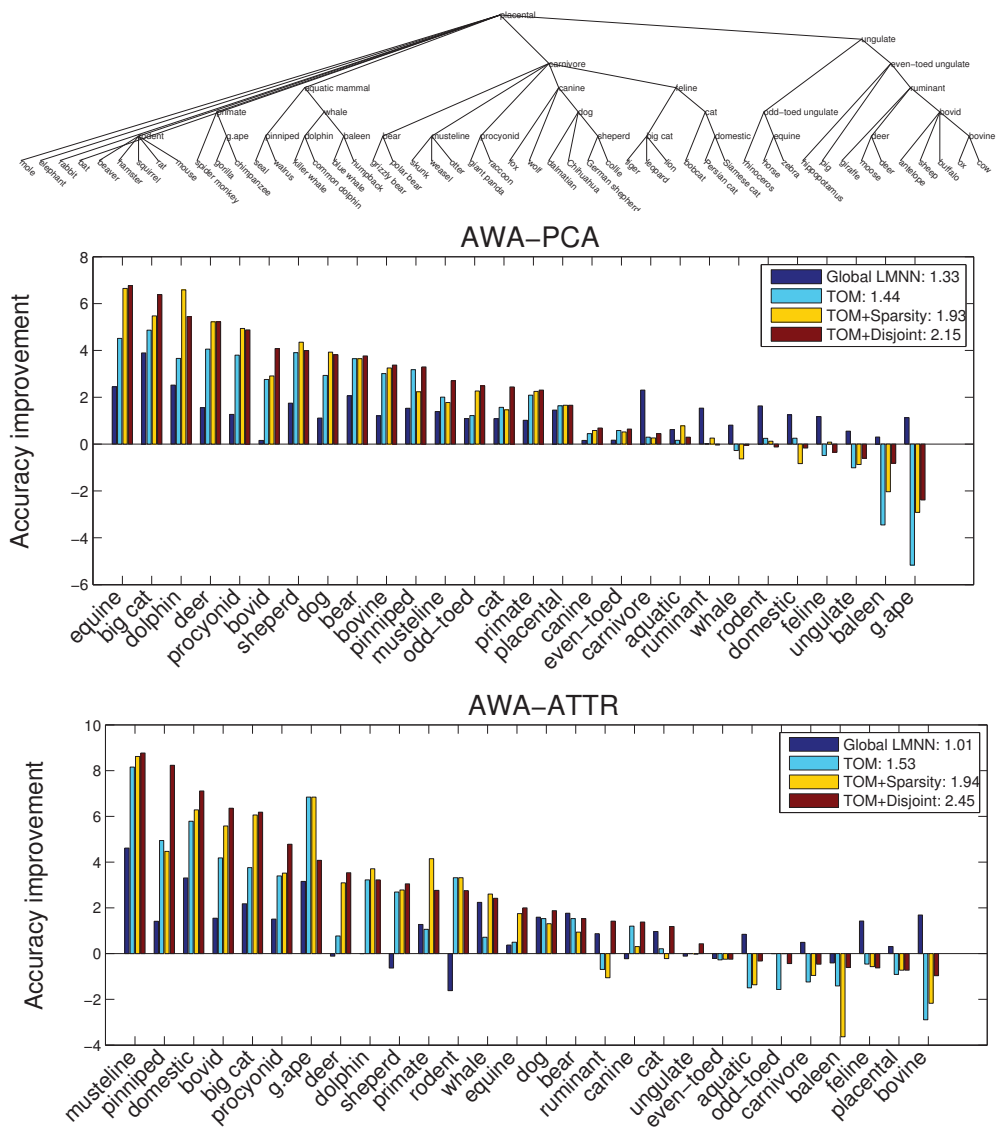 placental
ungulate
carnivore
even-toed ungulate
aquatic mammal
canine
feline
ruminant
primate
whale
dog
cat
odd-toed ungulate
bovid
rodent
g.ape
pinniped
dolphin
baleen
bear
musteline
procyonid
sheperd
big cat
domestic
equine
deer
bovine
mole
elephant
rabbit
bat
beaver
hamster
squirrel
rat
mouse
spider monkey
gorilla
chimpanzee
seal
walrus
killer whale
common dolphin
blue whale
humpback
grizzly bear
polar bear
skunk
weasel
otter
giant panda
raccoon
fox
wolf
dalmatian
Chihuahua
German shepherd
collie
tiger
leopard
lion
bobcat
Persian cat
Siamese cat
rhinoceros
horse
zebra
hippopotamus
pig
giraffe
moose
deer
antelope
sheep
buffalo
ox
cow
AWA−PCA
Accuracy improvement
8
6
4
2
0
−2
−4
−6
Global LMNN: 1.33
TOM: 1.44
TOM+Sparsity: 1.93
TOM+Disjoint: 2.15
equine
big cat
dolphin
deer
procyonid
bovid
sheperd
dog
bear
bovine
pinniped
musteline
odd−toed
cat
primate
placental
canine
even−toed
carnivore
aquatic
ruminant
whale
rodent
domestic
feline
ungulate
baleen
g.ape
AWA−ATTR
Accuracy improvement
10
8
6
4
2
0
−2
−4
Global LMNN: 1.01
TOM: 1.53
TOM+Sparsity: 1.94
TOM+Disjoint: 2.45
musteline
pinniped
domestic
bovid
big cat
procyonid
g.ape
deer
dolphin
sheperd
primate
rodent
whale
equine
dog
bear
ruminant
canine
cat
ungulate
even−toed
aquatic
odd−toed
carnivore
baleen
feline
placental
bovine